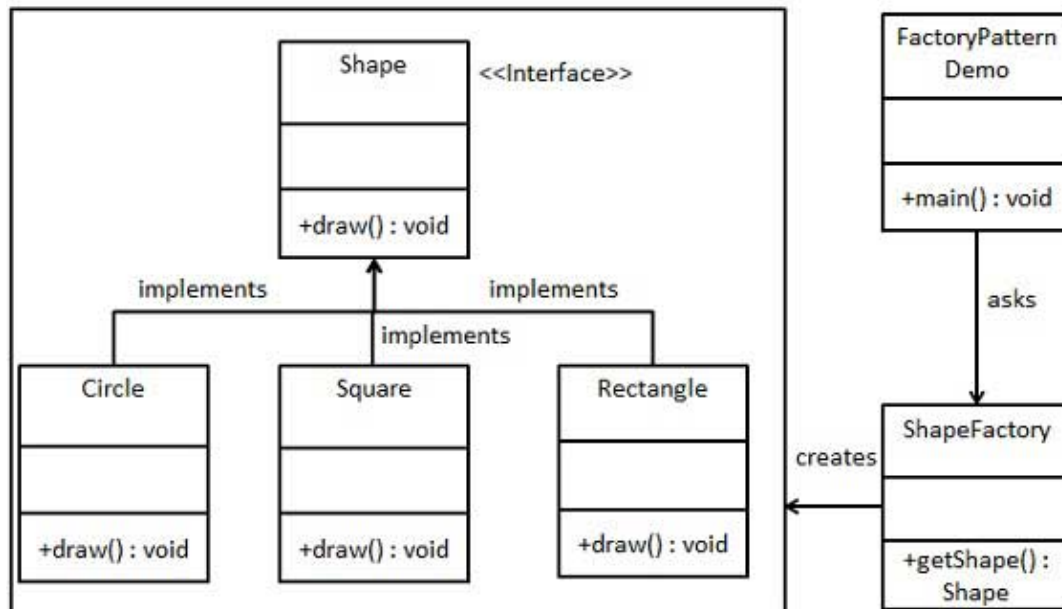 Shape
<<Interface>>
+draw() : void
implements
implements
implements
Circle
+draw() : void
Square
+draw() : void
Rectangle
+draw() : void
FactoryPattern
Demo
+main() : void
asks
ShapeFactory
creates
+getShape() :
Shape